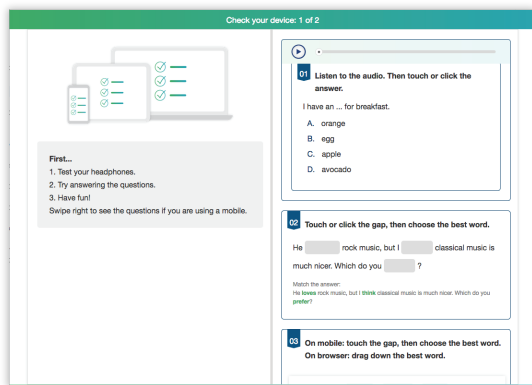 Check your device: 1 of 2
First...
1. Test your headphones.
2. Try answering the questions.
3. Have fun!
Swipe right to see the questions if you are using a mobile.
01
Listen to the audio. Then touch or click the
answer.
I have an ... for breakfast.
A. orange
B. egg
C. apple
D. avocado
02
Touch or click the gap, then choose the best word.
He rock music, but I classical music is
much nicer. Which do you ?
Match the answer:
He loves rock music, but I think classical music is much nicer. Which do you
prefer?
03
On mobile: touch the gap, then choose the best word.
On browser: drag down the best word.